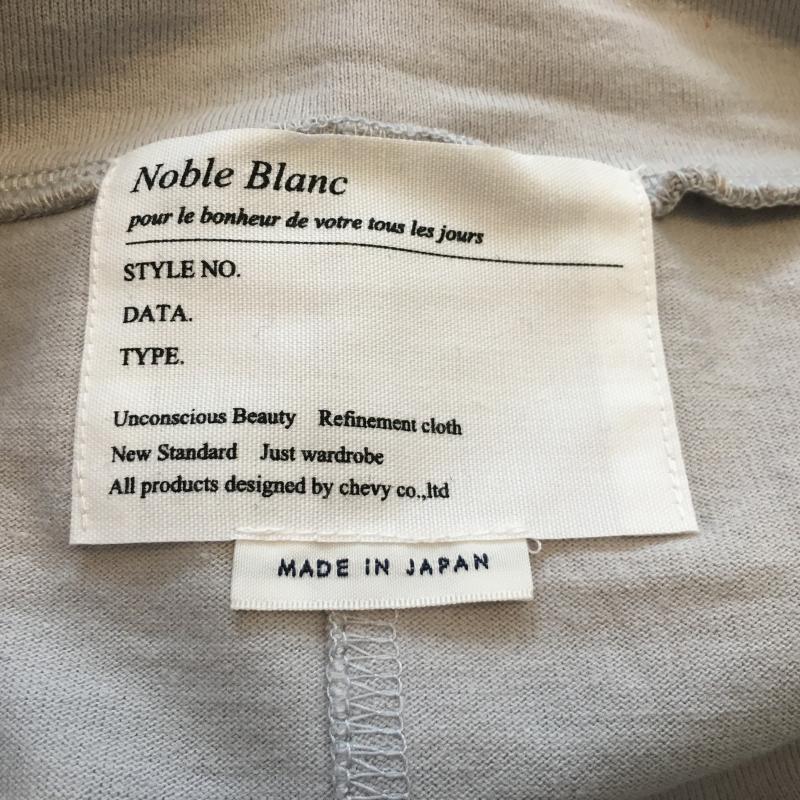 Noble Blanc
pour le bonheur de votre tous les jours
STYLE NO.
DATA.
TYPE.
Unconscious Beauty Refinement cloth
New Standard Just wardrobe
All products designed by chevy co.,ltd
MADE IN JAPAN